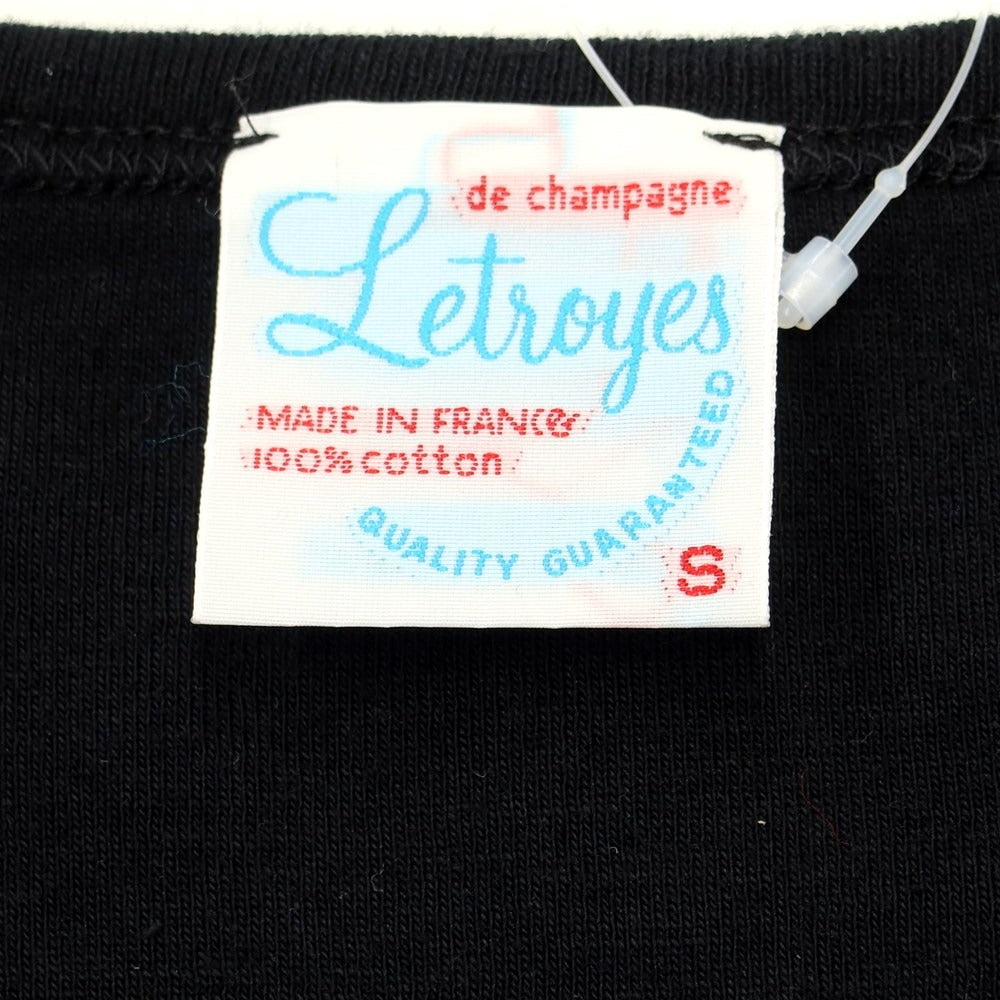 de champagne
Letroyes
MADE IN FRANCE&
100% cotton
QUALITY GUARANTEED
S